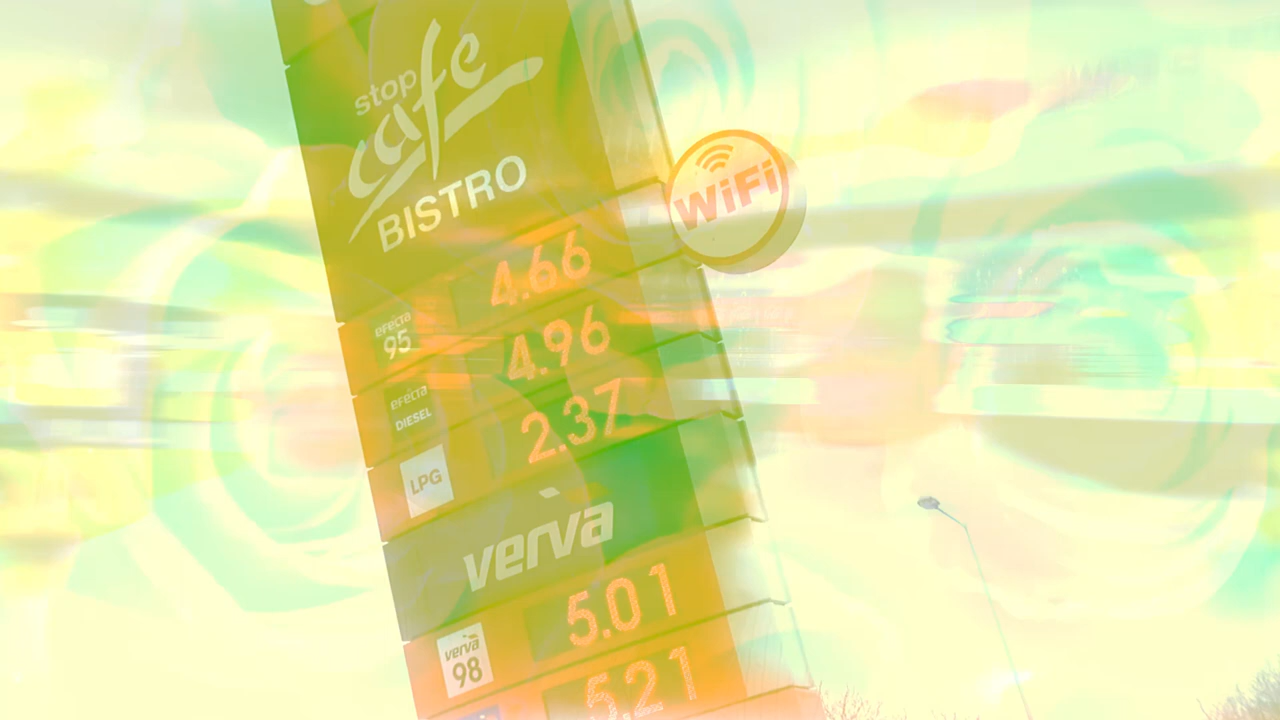 stop
cafe
BISTRO
WiFi
4.66
efecta
95
4.96
efecta
DIESEL
2.37
LPG
verva
5.01
verva
98
5.21